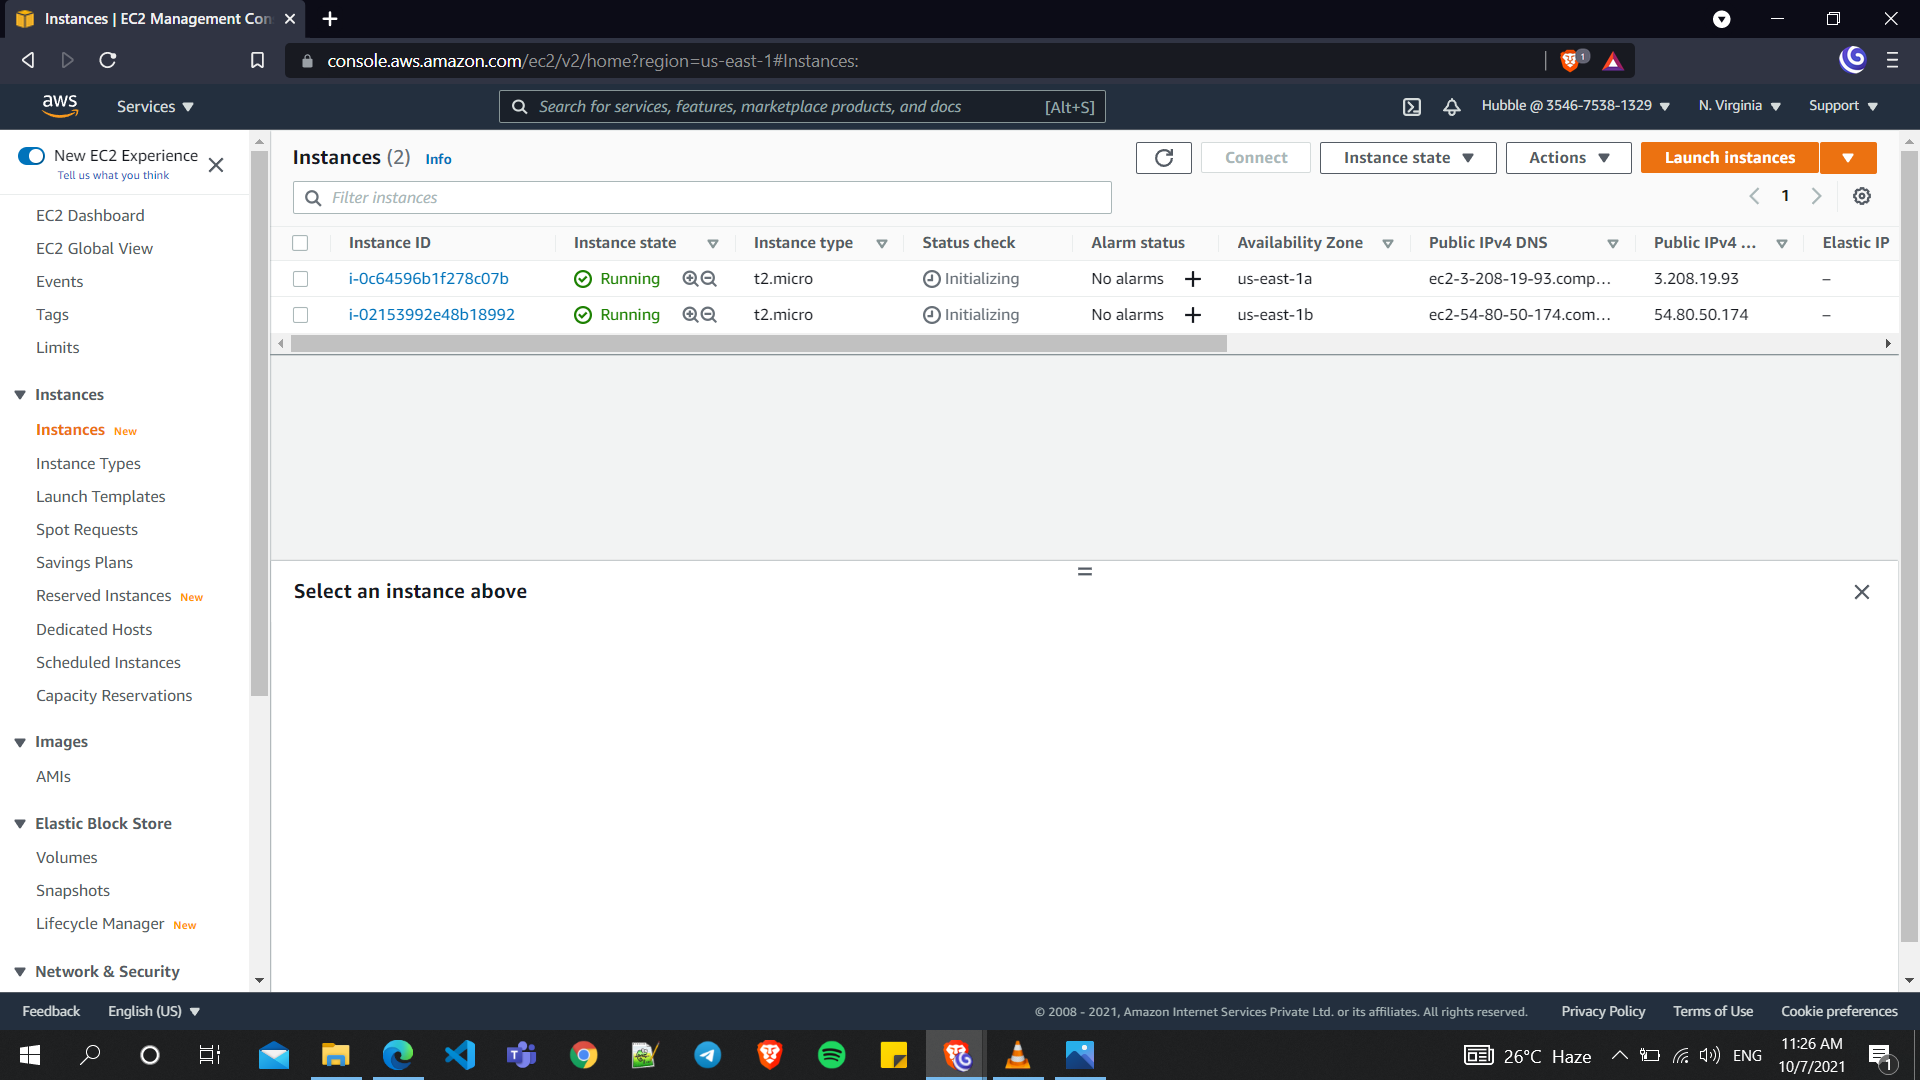 Instances | EC2 Management Con
console.aws.amazon.com/ec2/v2/home?region=us-east-1#Instances:
1
aws
Services
Search for services, features, marketplace products, and docs
[Alt+S]
Hubble @ 3546-7538-1329
N. Virginia
Support
New EC2 Experience
Tell us what you think
EC2 Dashboard
EC2 Global View
Events
Tags
Limits
Instances
Instances New
Instance Types
Launch Templates
Spot Requests
Savings Plans
Reserved Instances New
Dedicated Hosts
Scheduled Instances
Capacity Reservations
Images
AMIs
Elastic Block Store
Volumes
Snapshots
Lifecycle Manager New
Network & Security
Instances (2) Info
Connect
Instance state
Actions
Launch instances
Filter instances
1
Instance ID Instance state Instance type Status check Alarm status Availability Zone Public IPv4 DNS Public IPv4 ... Elastic IP
i-0c64596b1f278c07b Running t2.micro Initializing No alarms + us-east-1a ec2-3-208-19-93.comp... 3.208.19.93 –
i-02153992e48b18992 Running t2.micro Initializing No alarms + us-east-1b ec2-54-80-50-174.com... 54.80.50.174 –
Select an instance above
Feedback
English (US)
© 2008 - 2021, Amazon Internet Services Private Ltd. or its affiliates. All rights reserved.
Privacy Policy
Terms of Use
Cookie preferences
26°C Haze
ENG
11:26 AM
10/7/2021
1